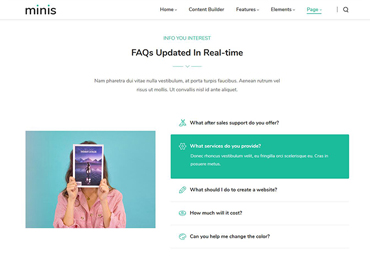 minis
Home
Content Builder
Features
Elements
Page
INFO YOU INTEREST
FAQs Updated In Real-time
Nam pharetra dui vitae nulla vestibulum, at porta turpis faucibus. Aenean rutrum vel
risus ut mollis. Ut convallis nisl id ante aliquet.
What after sales support do you offer?
What services do you provide?
Donec rhoncus vestibulum velit, eu fringilla orci scelerisque eu. Cras in
posuere metus...
What should I do to create a website?
How much will it cost?
Can you help me change the color?